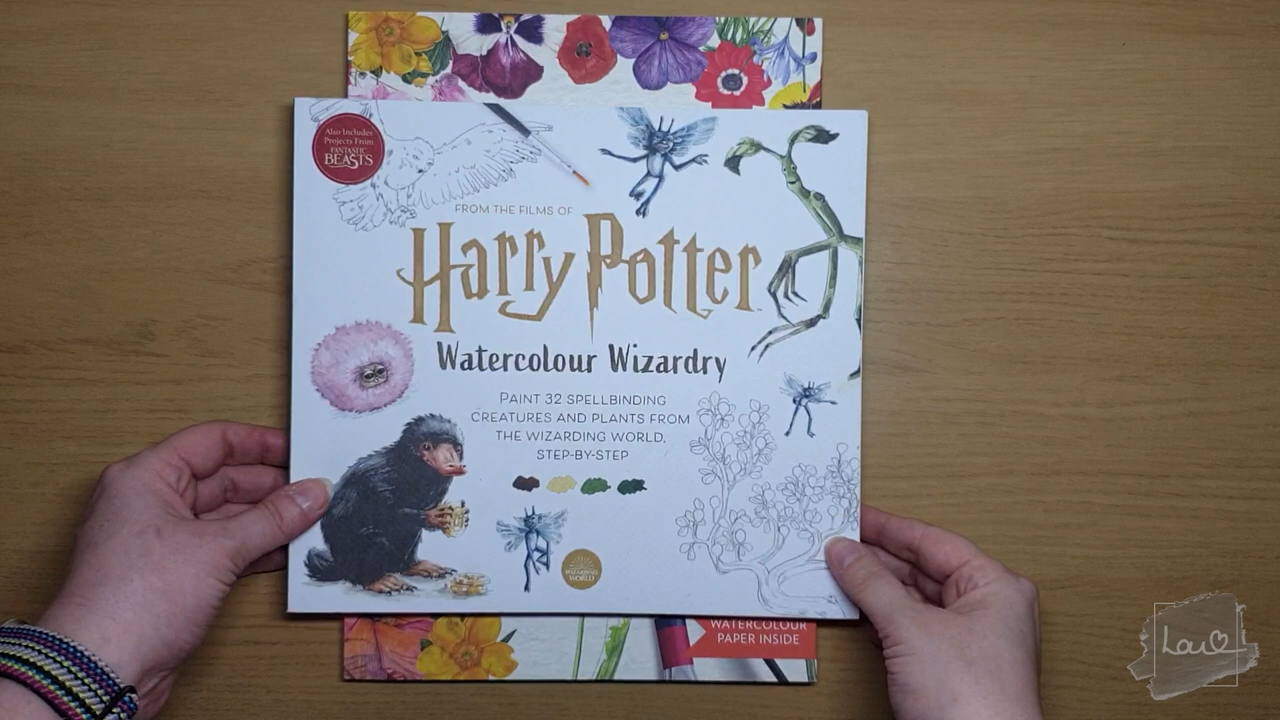 Also Includes
Projects From
FANTASTIC
BEASTS
FROM THE FILMS OF
Harry Potter
Watercolour Wizardry
PAINT 32 SPELLBINDING
CREATURES AND PLANTS FROM
THE WIZARDING WORLD,
STEP-BY-STEP
WIZARDING
WORLD
WATERCOLOUR
PAPER INSIDE